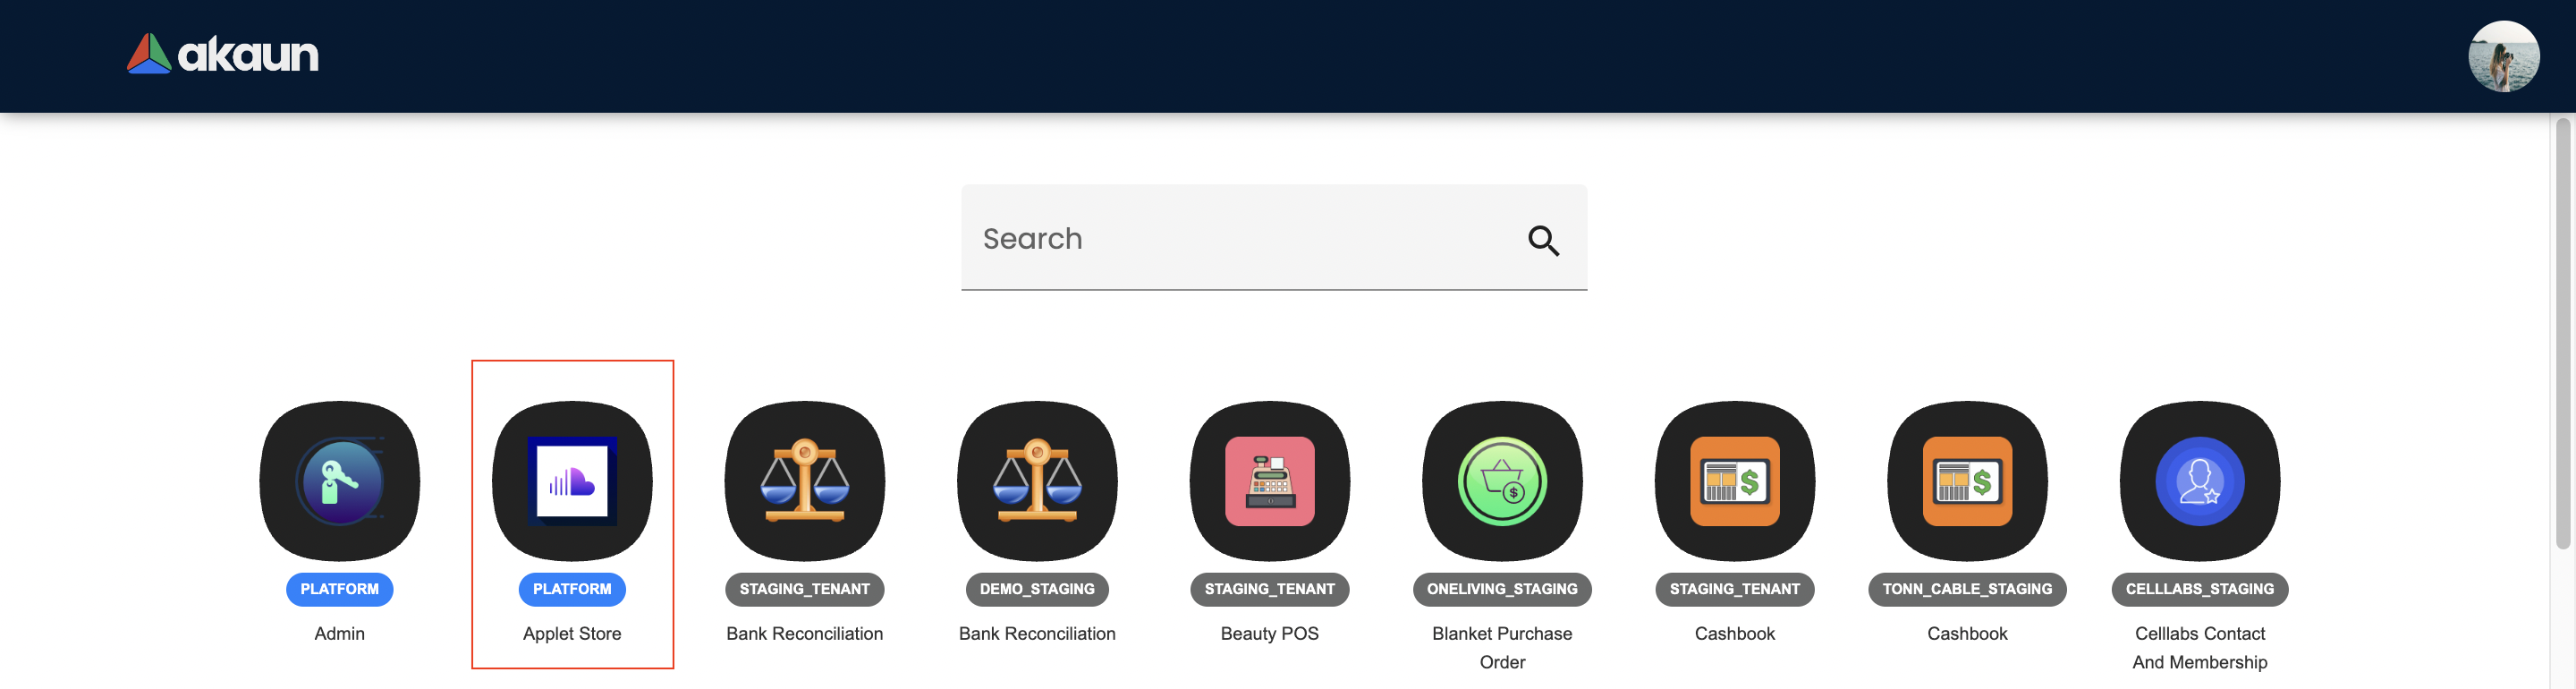 akaun
Search
PLATFORM
Admin
PLATFORM
Applet Store
STAGING_TENANT
Bank Reconciliation
DEMO_STAGING
Bank Reconciliation
STAGING_TENANT
Beauty POS
ONELIVING_STAGING
Blanket Purchase
Order
STAGING_TENANT
Cashbook
TONN_CABLE_STAGING
Cashbook
CELLLABS_STAGING
Celllabs Contact
And Membership